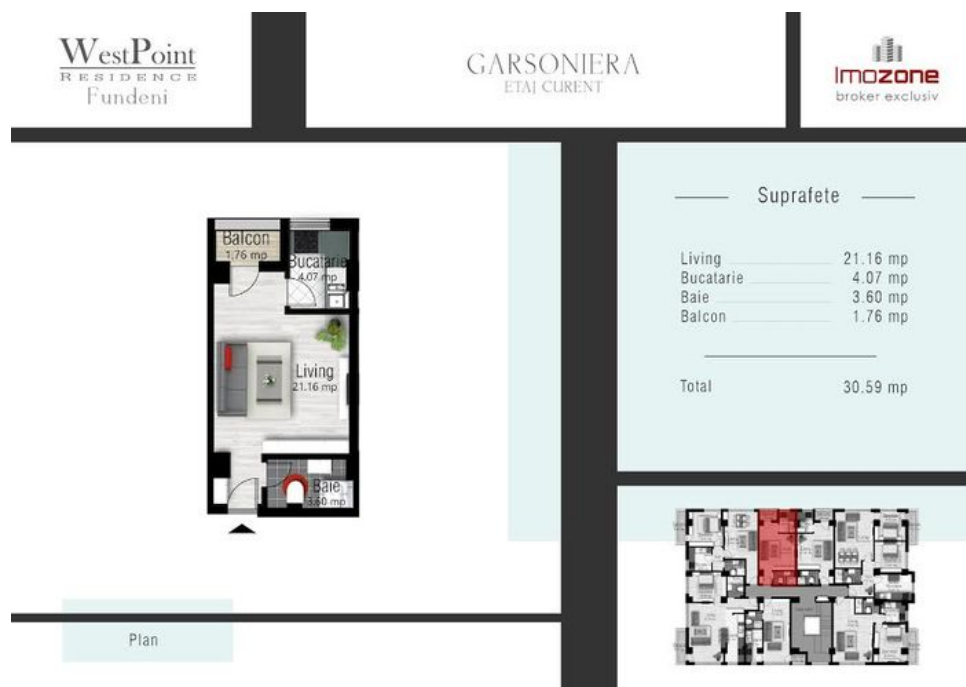 WestPoint
RESIDENCE
Fundeni
GARSONIERA
ETAJ CURENT
Imozone
broker exclusiv
Balcon
1.76 mp
Bucatarie
4.07 mp
Living
21.16 mp
Baie
3.60 mp
Suprafete
Living 21.16 mp
Bucatarie 4.07 mp
Baie 3.60 mp
Balcon 1.76 mp
Total 30.59 mp
Plan